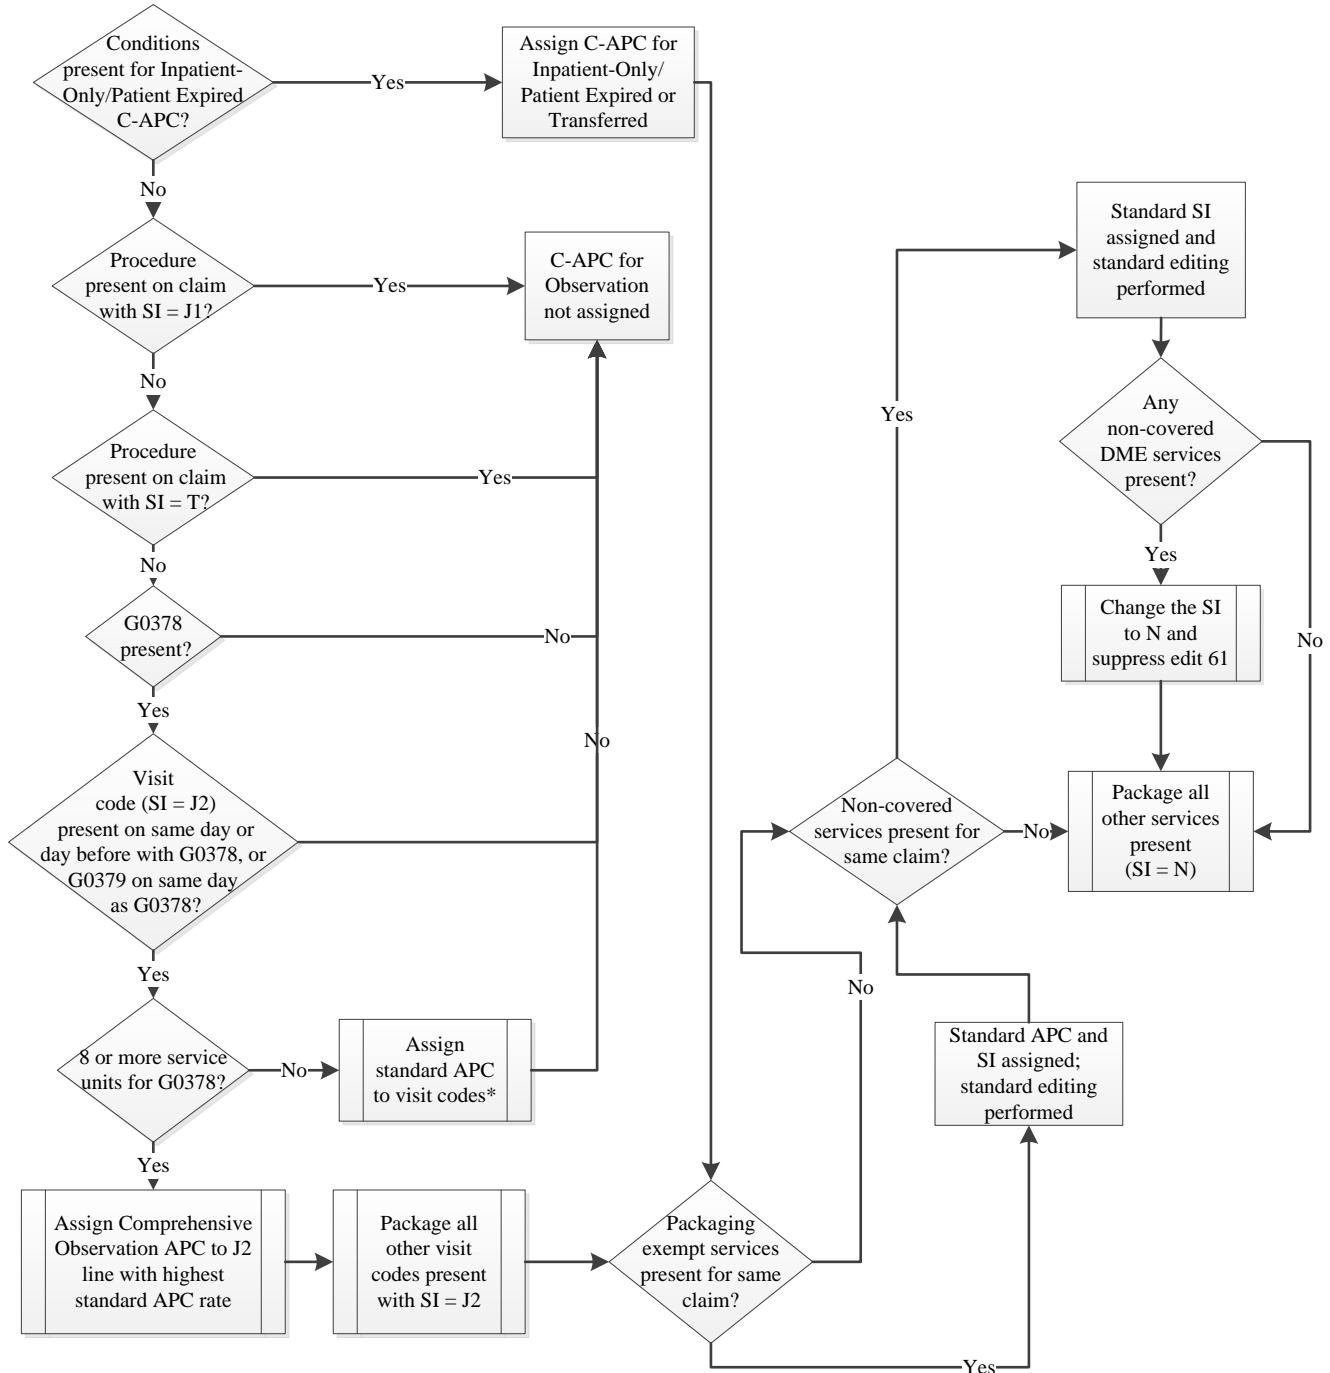 Conditions
present for Inpatient-
Only/Patient Expired
C-APC?
Yes
Assign C-APC for
Inpatient-Only/
Patient Expired or
Transferred
No
Procedure
present on claim
with SI = J1?
Yes
C-APC for
Observation
not assigned
No
Procedure
present on claim
with SI = T?
Yes
No
G0378
present?
No
Yes
Visit
code (SI = J2)
present on same day or
day before with G0378, or
G0379 on same day
as G0378?
No
Yes
8 or more service
units for G0378?
No
Assign
standard APC
to visit codes*
Yes
Assign Comprehensive
Observation APC to J2
line with highest
standard APC rate
Package all
other visit
codes present
with SI = J2
Packaging
exempt services
present for same
claim?
No
Yes
Standard APC and
SI assigned;
standard editing
performed
Non-covered
services present for
same claim?
No
Yes
Standard SI
assigned and
standard editing
performed
Any
non-covered
DME services
present?
Yes
No
Change the SI
to N and
suppress edit 61
Package all
other services
present
(SI = N)